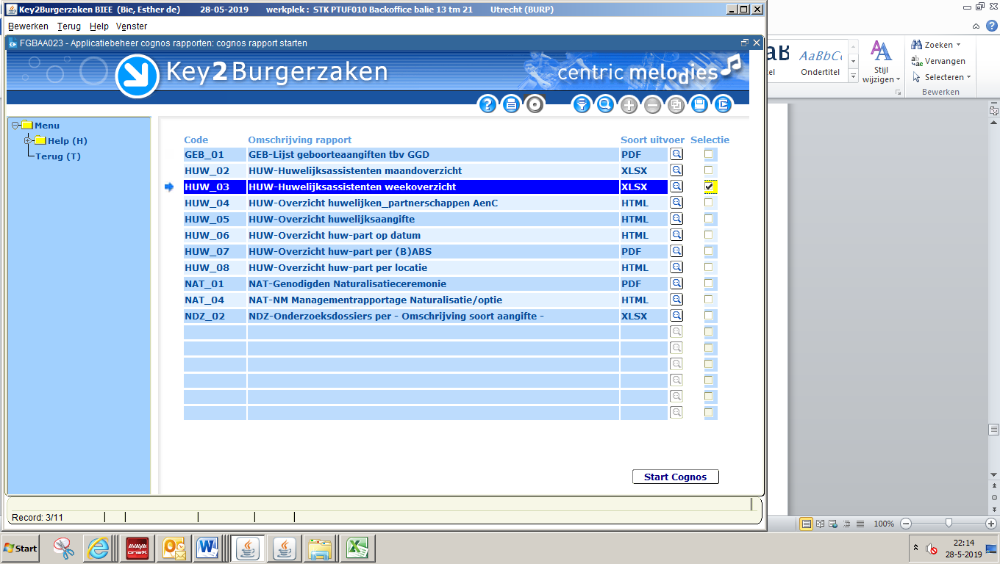 Key2Burgerzaken BIEE (Bie, Esther de) 28-05-2019 werkplek : STK PTUF010 Backoffice balie 13 tm 21 Utrecht (BURP)
Bewerken Terug Help Venster
FGBAA023 - Applicatiebeheer cognos rapporten: cognos rapport starten
Key2Burgerzaken
centric melodies
Menu
Help (H)
Terug (T)
Code Omschrijving rapport Soort uitvoer Selectie
GEB_01 GEB-Lijst geboorteaangiften tbv GGD PDF
HUW_02 HUW-Huwelijksassistenten maandoverzicht XLSX
HUW_03 HUW-Huwelijksassistenten weekoverzicht XLSX
HUW_04 HUW-Overzicht huwelijken_partnerschappen AenC HTML
HUW_05 HUW-Overzicht huwelijksaangifte HTML
HUW_06 HUW-Overzicht huw-part op datum HTML
HUW_07 HUW-Overzicht huw-part per (B)ABS PDF
HUW_08 HUW-Overzicht huw-part per locatie HTML
NAT_01 NAT-Genodigden Naturalisatieceremonie PDF
NAT_04 NAT-NM Managementrapportage Naturalisatie/optie HTML
NDZ_02 NDZ-Onderzoeksdossiers per - Omschrijving soort aangifte - XLSX
Start Cognos
Record: 3/11
AaBbCc
Ondertitel
Stijl
wijzigen
Zoeken
Vervangen
Selecteren
Bewerken
100%
Start
AVAYA
22:14
28-5-2019